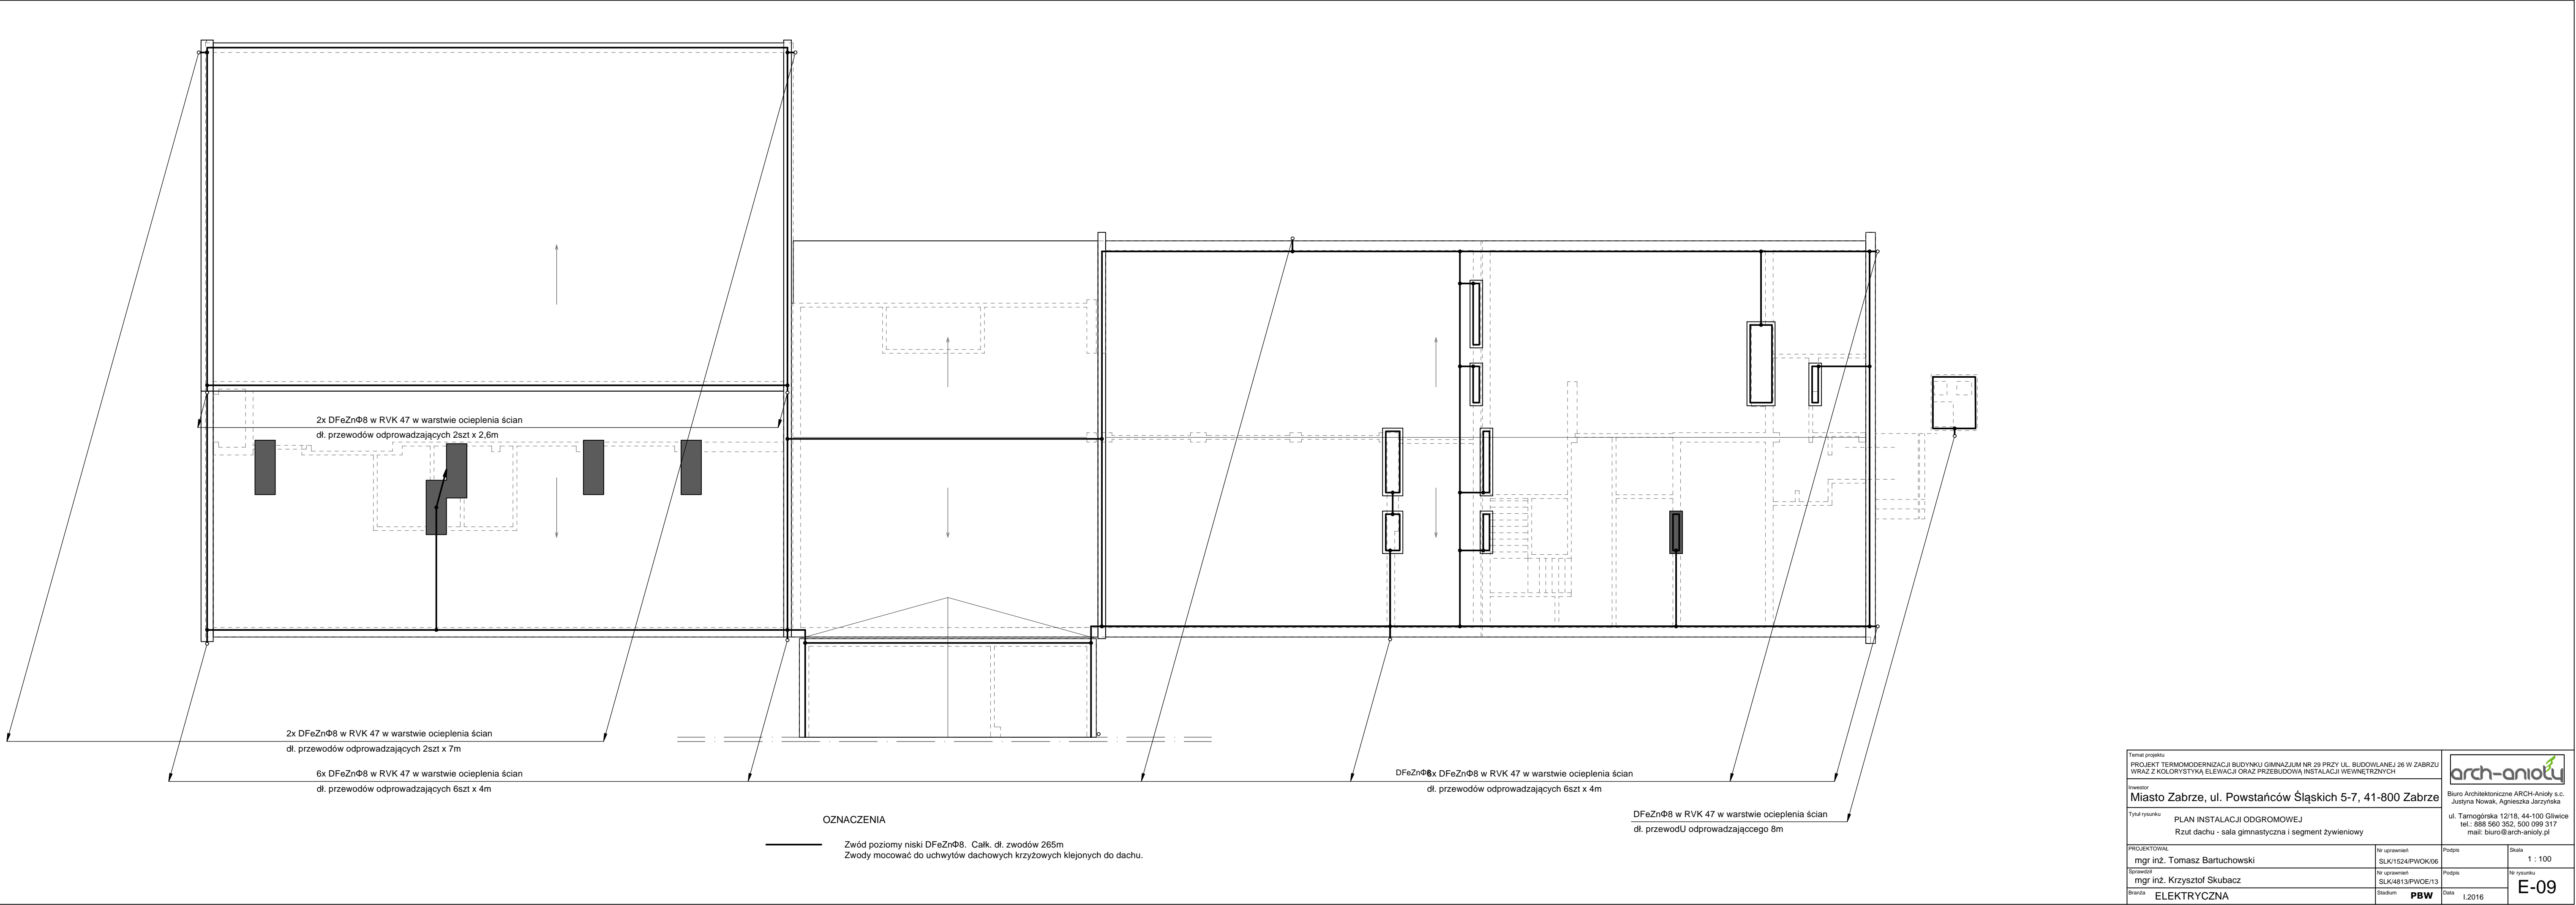 2x DFeZnΦ8 w RVK 47 w warstwie ocieplenia ścian
dł. przewodów odprowadzających 2szt x 2,6m
2x DFeZnΦ8 w RVK 47 w warstwie ocieplenia ścian
dł. przewodów odprowadzających 2szt x 7m
6x DFeZnΦ8 w RVK 47 w warstwie ocieplenia ścian
dł. przewodów odprowadzających 6szt x 4m
DFeZnΦ8
6x DFeZnΦ8 w RVK 47 w warstwie ocieplenia ścian
dł. przewodów odprowadzających 6szt x 4m
DFeZnΦ8 w RVK 47 w warstwie ocieplenia ścian
dł. przewodU odprowadzająccego 8m
OZNACZENIA
Zwód poziomy niski DFeZnΦ8. Całk. dł. zwodów 265m
Zwody mocować do uchwytów dachowych krzyżowych klejonych do dachu.
Temat projektu
PROJEKT TERMOMODERNIZACJI BUDYNKU GIMNAZJUM NR 29 PRZY UL. BUDOWLANEJ 26 W ZABRZU
WRAZ Z KOLORYSTYKĄ ELEWACJI ORAZ PRZEBUDOWĄ INSTALACJI WEWNĘTRZNYCH
Inwestor
Miasto Zabrze, ul. Powstańców Śląskich 5-7, 41-800 Zabrze
Tytuł rysunku
PLAN INSTALACJI ODGROMOWEJ
Rzut dachu - sala gimnastyczna i segment żywieniowy
arch-anioły
Biuro Architektoniczne ARCH-Anioły s.c.
Justyna Nowak, Agnieszka Jarzyńska
ul. Tarnogórska 12/18, 44-100 Gliwice
tel.: 888 560 352, 500 099 317
mail: biuro@arch-anioly.pl
PROJEKTOWAŁ
mgr inż. Tomasz Bartuchowski
Nr uprawnień
SLK/1524/PWOK/06
Podpis
Skala
1 : 100
Sprawdził
mgr inż. Krzysztof Skubacz
Nr uprawnień
SLK/4813/PWOE/13
Podpis
Nr rysunku
E-09
Branża
ELEKTRYCZNA
Stadium
PBW
Data
I.2016